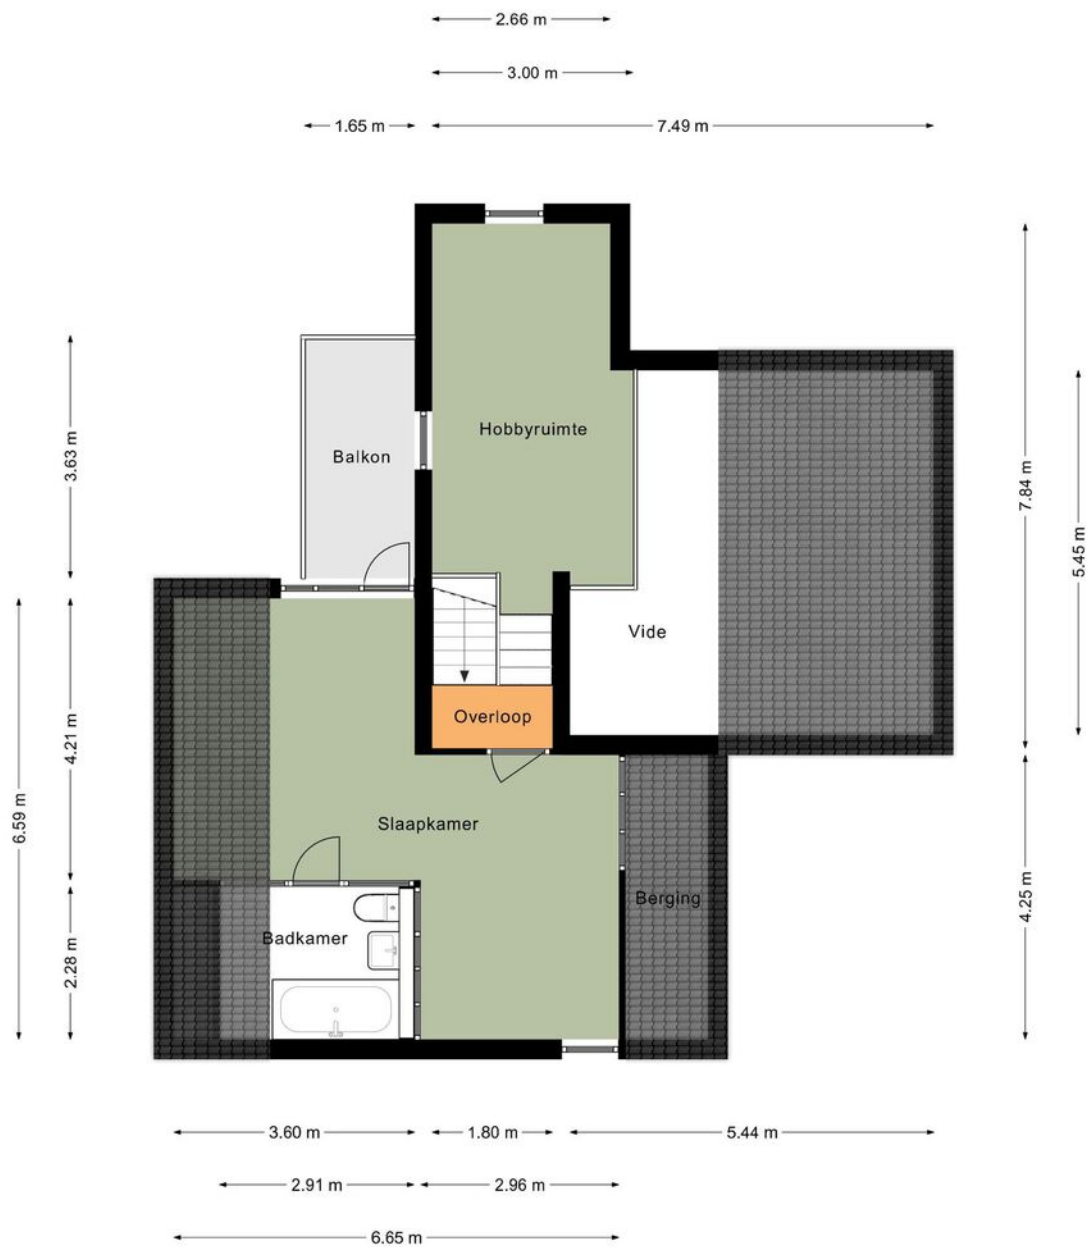 2.66 m
3.00 m
1.65 m
7.49 m
Hobbyruimte
Balkon
3.63 m
7.84 m
5.45 m
Vide
Overloop
4.21 m
6.59 m
Slaapkamer
Berging
4.25 m
Badkamer
2.28 m
3.60 m
1.80 m
5.44 m
2.91 m
2.96 m
6.65 m